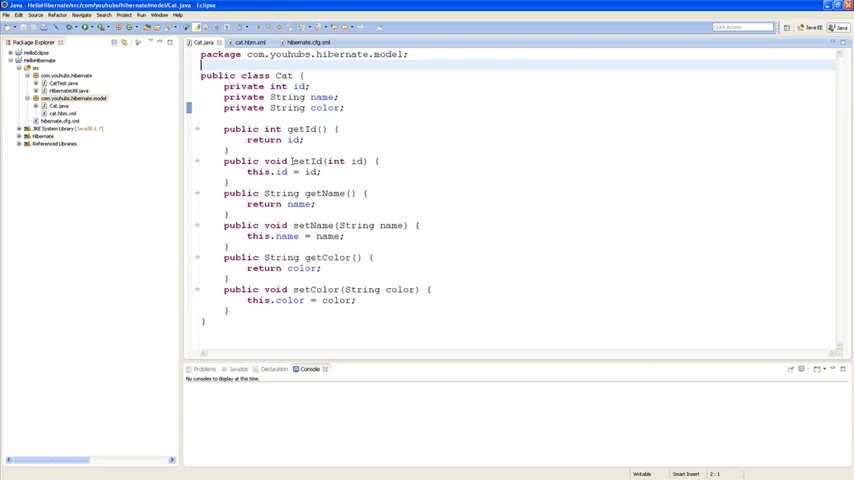 Java - HelloHibernate/src/com/youhubs/hibernate/model/Cat.java - Eclipse
File Edit Source Refactor Navigate Search Project Run Window Help
Quick Access
Java EE
Java
Package Explorer
HelloEclipse
HelloHibernate
src
com.youhubs.hibernate
CatTest.java
HibernateUtil.java
com.youhubs.hibernate.model
Cat.java
cat.hbm.xml
hibernate.cfg.xml
JRE System Library [JavaSE-1.7]
Hibernate
Referenced Libraries
Cat.java cat.hbm.xml hibernate.cfg.xml
package com.youhubs.hibernate.model;
public class Cat {
private int id;
private String name;
private String color;
public int getId() {
return id;
}
public void setId(int id) {
this.id = id;
}
public String getName() {
return name;
}
public void setName(String name) {
this.name = name;
}
public String getColor() {
return color;
}
public void setColor(String color) {
this.color = color;
}
}
Problems Javadoc Declaration Console
No consoles to display at this time.
Writable Smart Insert 2 : 1